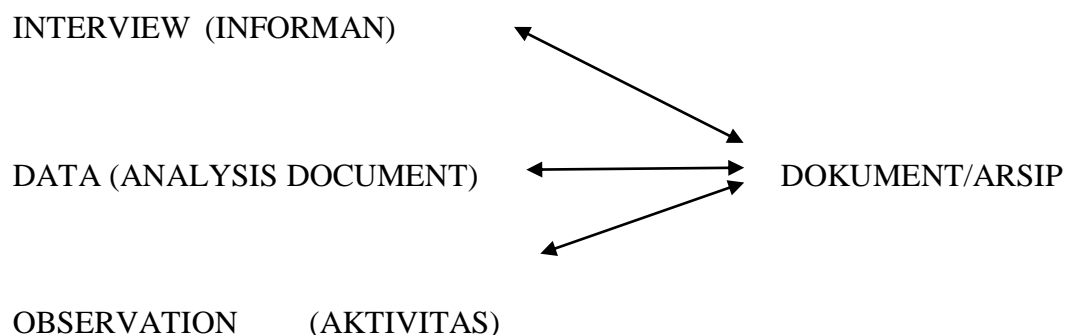 INTERVIEW (INFORMAN)
DATA (ANALYSIS DOCUMENT) DOKUMENT/ARSIP
OBSERVATION (AKTIVITAS)